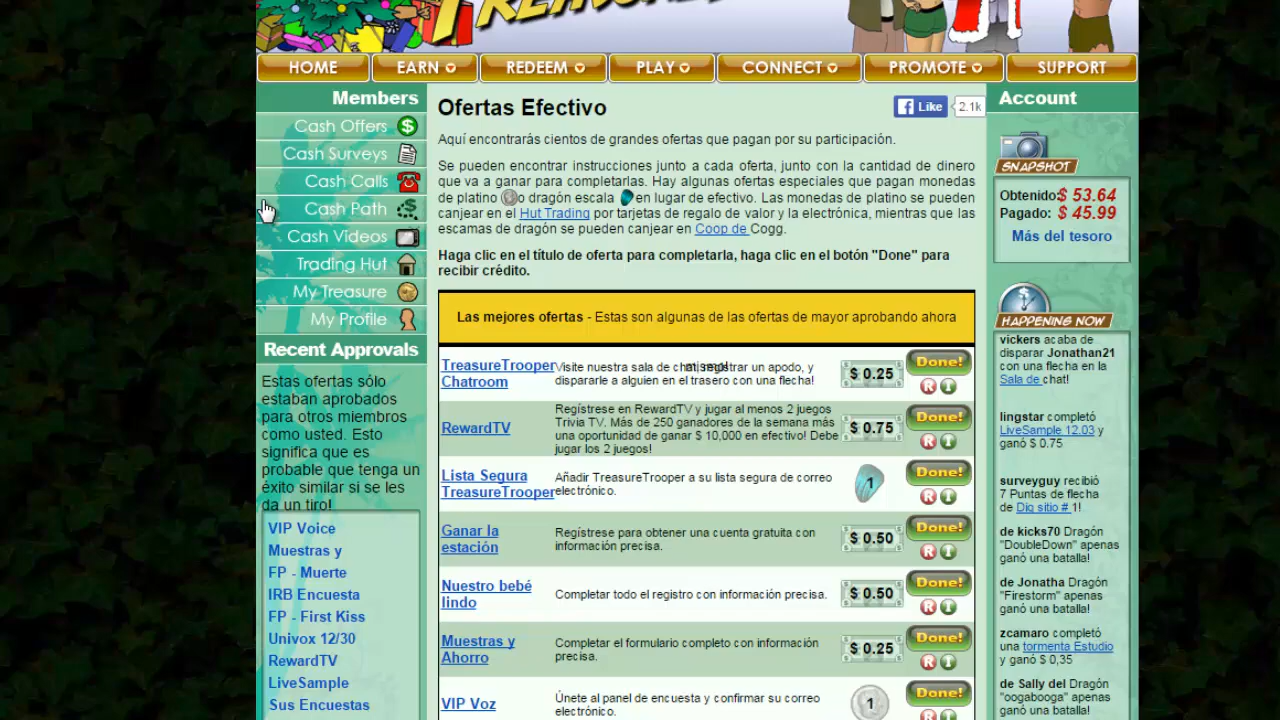 HOME
EARN
REDEEM
PLAY
CONNECT
PROMOTE
SUPPORT
Members
Cash Offers
Cash Surveys
Cash Calls
Cash Path
Cash Videos
Trading Hut
My Treasure
My Profile
Recent Approvals
Estas ofertas sólo
estaban aprobados
para otros miembros
como usted. Esto
significa que es
probable que tenga un
éxito similar si se les
da un tiro!
VIP Voice
Muestras y
FP - Muerte
IRB Encuesta
FP - First Kiss
Univox 12/30
RewardTV
LiveSample
Sus Encuestas
Ofertas Efectivo
Like
2.1k
Aquí encontrarás cientos de grandes ofertas que pagan por su participación.
Se pueden encontrar instrucciones junto a cada oferta, junto con la cantidad de dinero
que va a ganar para completarlas. Hay algunas ofertas especiales que pagan monedas
de platino o dragón escala en lugar de efectivo. Las monedas de platino se pueden
canjear en el Hut Trading por tarjetas de regalo de valor y la electrónica, mientras que las
escamas de dragón se pueden canjear en Coop de Cogg.
Haga clic en el título de oferta para completarla, haga clic en el botón "Done" para
recibir crédito.
Las mejores ofertas - Estas son algunas de las ofertas de mayor aprobando ahora
mismo!
TreasureTrooper
Chatroom
Visite nuestra sala de chat, registrar un apodo, y
dispararle a alguien en el trasero con una flecha!
$ 0.25
Done!
R I
RewardTV
Regístrese en RewardTV y jugar al menos 2 juegos
Trivia TV. Más de 250 ganadores de la semana más
una oportunidad de ganar $ 10,000 en efectivo! Debe
jugar los 2 juegos!
$ 0.75
Done!
R I
Lista Segura
TreasureTrooper
Añadir TreasureTrooper a su lista segura de correo
electrónico.
1
Done!
R I
Ganar la
estación
Regístrese para obtener una cuenta gratuita con
información precisa.
$ 0.50
Done!
R I
Nuestro bebé
lindo
Completar todo el registro con información precisa.
$ 0.50
Done!
R I
Muestras y
Ahorro
Completar el formulario completo con información
precisa.
$ 0.25
Done!
R I
VIP Voz
Únete al panel de encuesta y confirmar su correo
electrónico.
1
Done!
R I
Account
SNAPSHOT
Obtenido: $ 53.64
Pagado: $ 45.99
Más del tesoro
HAPPENING NOW
vickers acaba de
disparar Jonathan21
con una flecha en la
Sala de chat!
lingstar completó
LiveSample 12.03 y
ganó $ 0.75
surveyguy recibió
7 Puntas de flecha
de Dig sitio # 1!
de kicks70 Dragón
"DoubleDown" apenas
ganó una batalla!
de Jonatha Dragón
"Firestorm" apenas
ganó una batalla!
zcamaro completó
una tormenta Estudio
y ganó $ 0,35
de Sally del Dragón
"oogabooga" apenas
ganó una batalla!